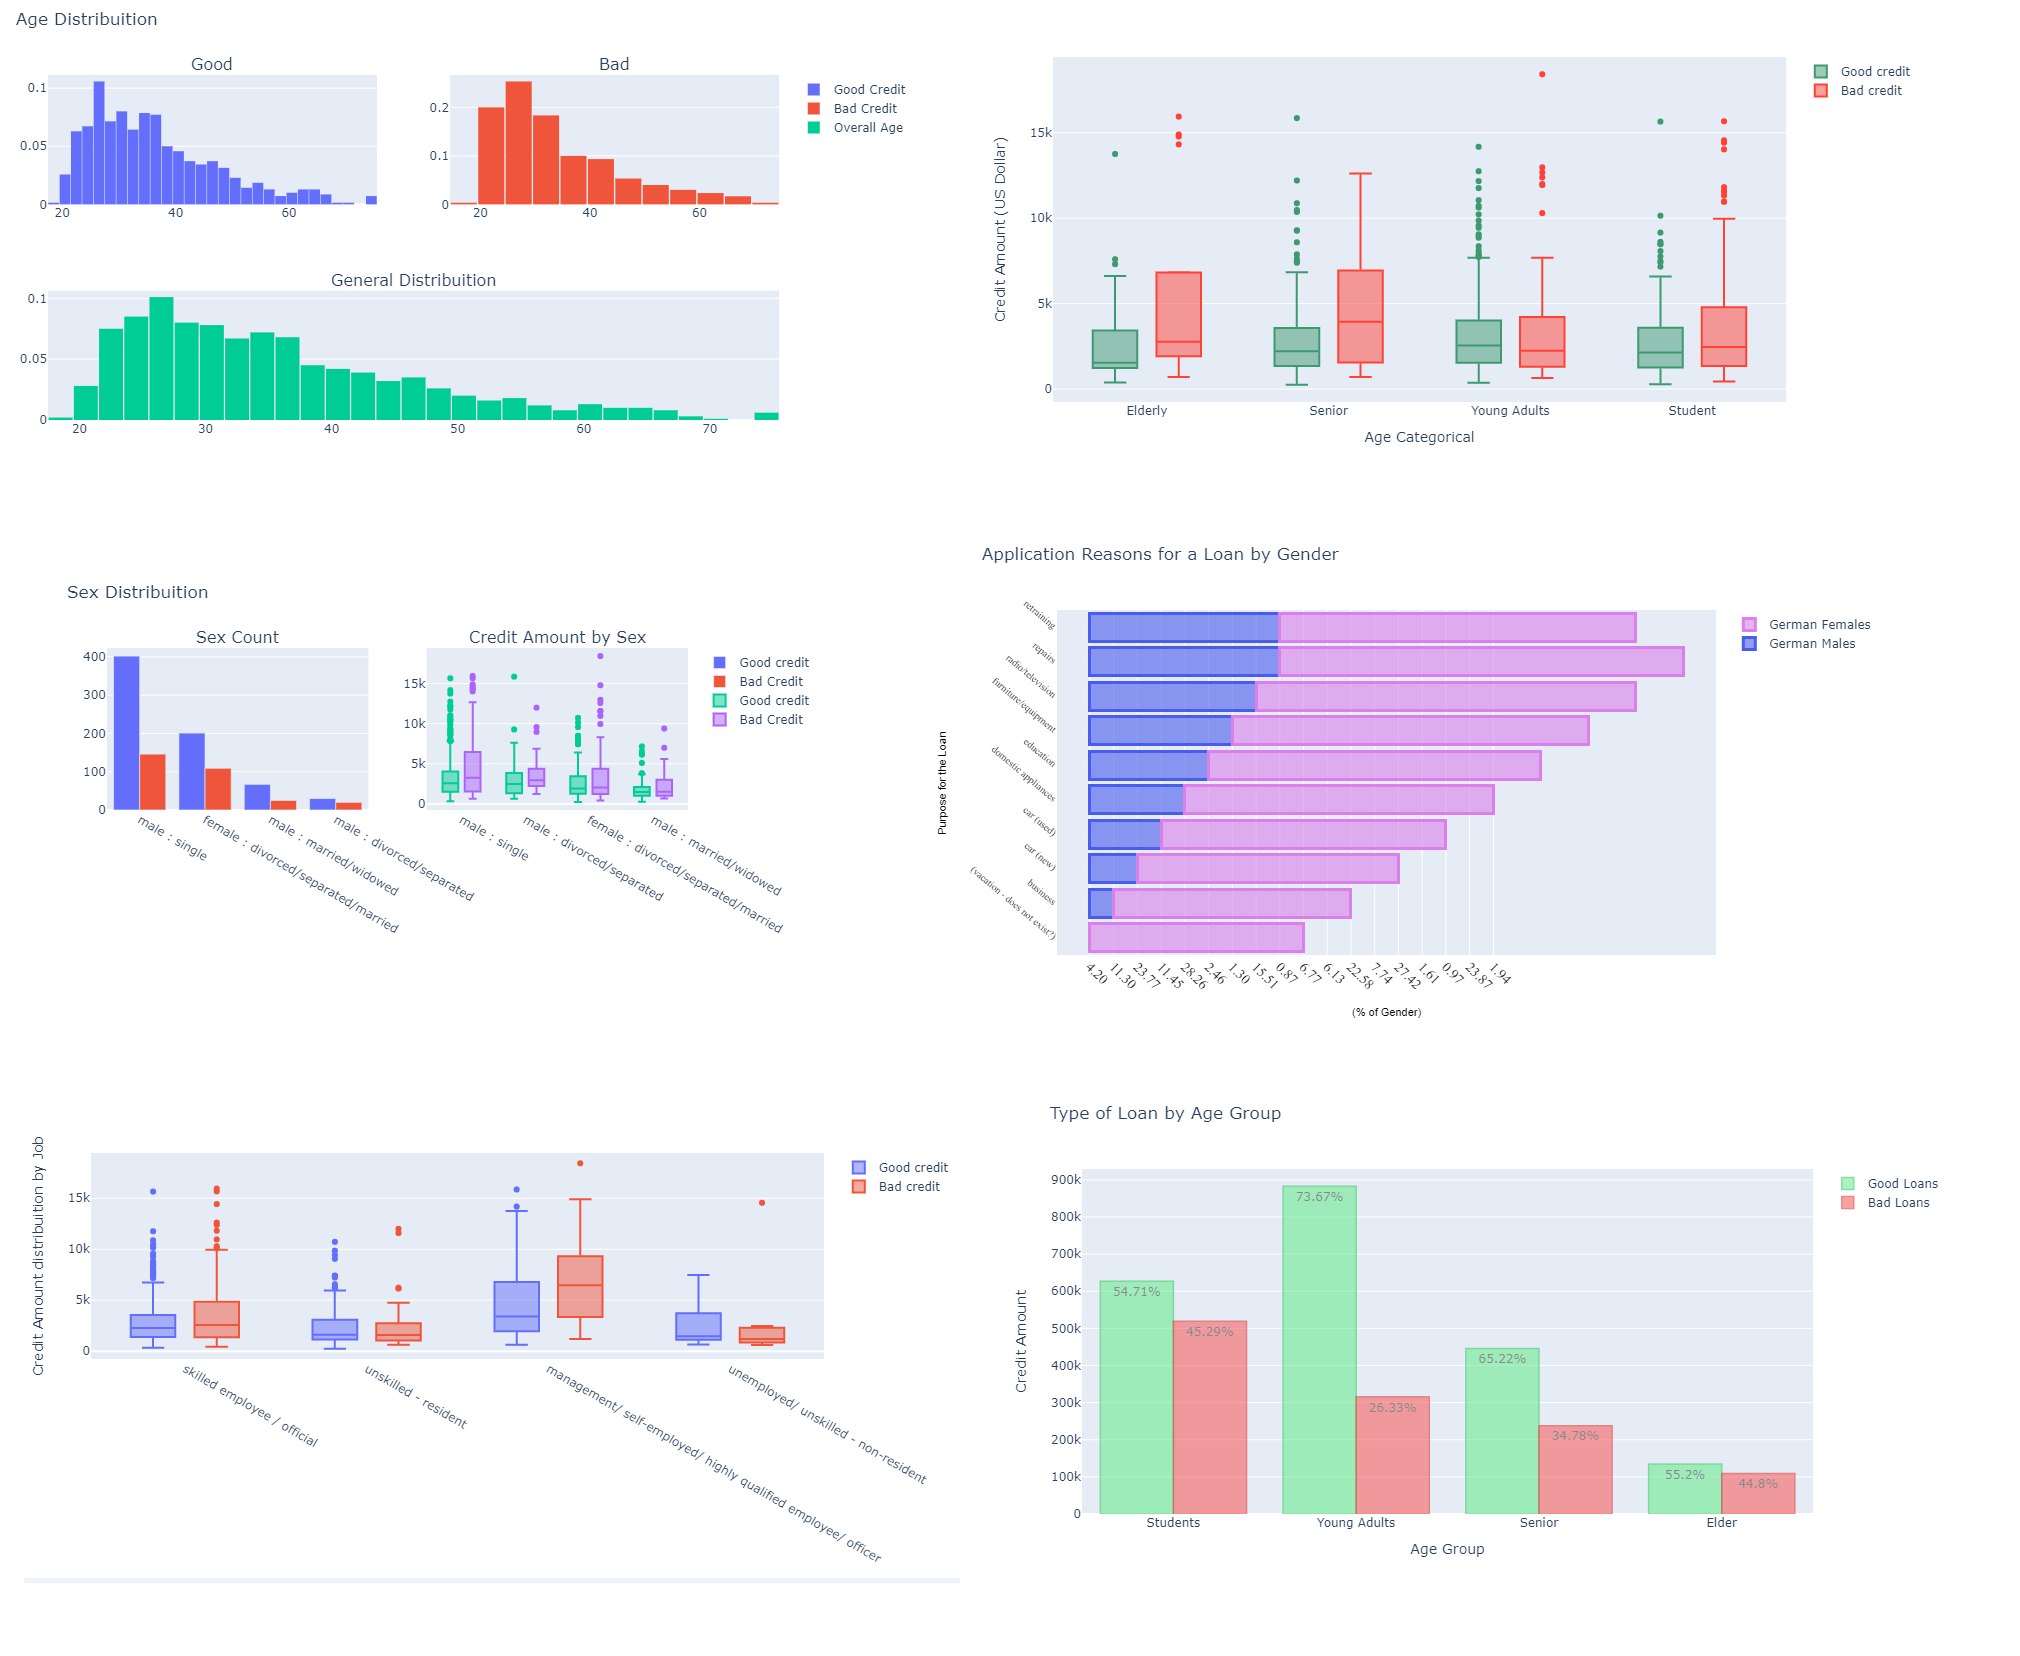 Age Distribuition
Good
Bad
0.1
0.05
0
20
40
60
0.2
0.1
0
20
40
60
Good Credit
Bad Credit
Overall Age
General Distribuition
0.1
0.05
0
20
30
40
50
60
70
Credit Amount (US Dollar)
15k
10k
5k
0
Elderly
Senior
Young Adults
Student
Age Categorical
Good credit
Bad credit
Sex Distribuition
Sex Count
Credit Amount by Sex
400
300
200
100
0
male : single
female : divorced/separated/married
male : married/widowed
male : divorced/separated
15k
10k
5k
0
male : single
male : divorced/separated
female : divorced/separated/married
male : married/widowed
Good credit
Bad Credit
Good credit
Bad Credit
Application Reasons for a Loan by Gender
Purpose for the Loan
retraining
repairs
radio/television
furniture/equipment
education
domestic appliances
car (used)
car (new)
business
(vacation - does not exist?)
4.20
11.30
23.77
11.45
28.26
2.46
1.30
15.51
0.87
6.77
6.13
22.58
7.74
27.42
1.61
0.97
23.87
1.94
(% of Gender)
German Females
German Males
Credit Amount distribuition by Job
15k
10k
5k
0
skilled employee / official
unskilled - resident
management/ self-employed/ highly qualified employee/ officer
unemployed/ unskilled - non-resident
Good credit
Bad credit
Type of Loan by Age Group
Credit Amount
900k
800k
700k
600k
500k
400k
300k
200k
100k
0
54.71%
45.29%
73.67%
26.33%
65.22%
34.78%
55.2%
44.8%
Students
Young Adults
Senior
Elder
Age Group
Good Loans
Bad Loans